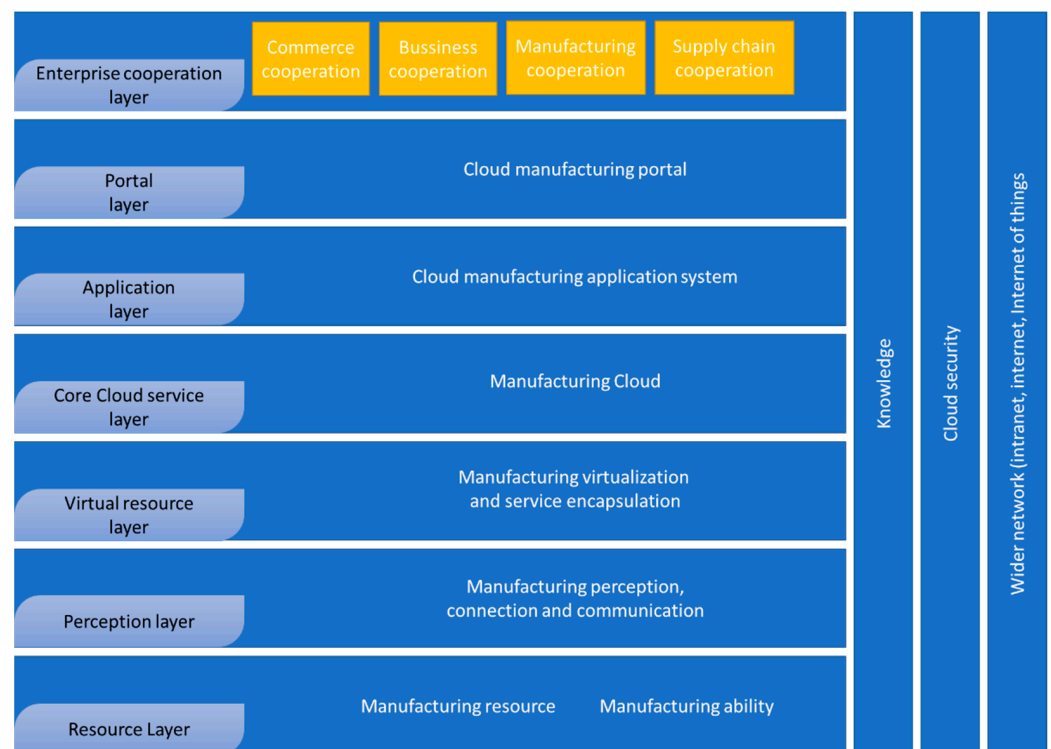 Commerce
cooperation
Bussiness
cooperation
Manufacturing
cooperation
Supply chain
cooperation
Enterprise cooperation
layer
Cloud manufacturing portal
Portal
layer
Cloud manufacturing application system
Application
layer
Manufacturing Cloud
Core Cloud service
layer
Manufacturing virtualization
and service encapsulation
Virtual resource
layer
Manufacturing perception,
connection and communication
Perception layer
Manufacturing resource
Manufacturing ability
Resource Layer
Knowledge
Cloud security
Wider network (intranet, internet, Internet of things